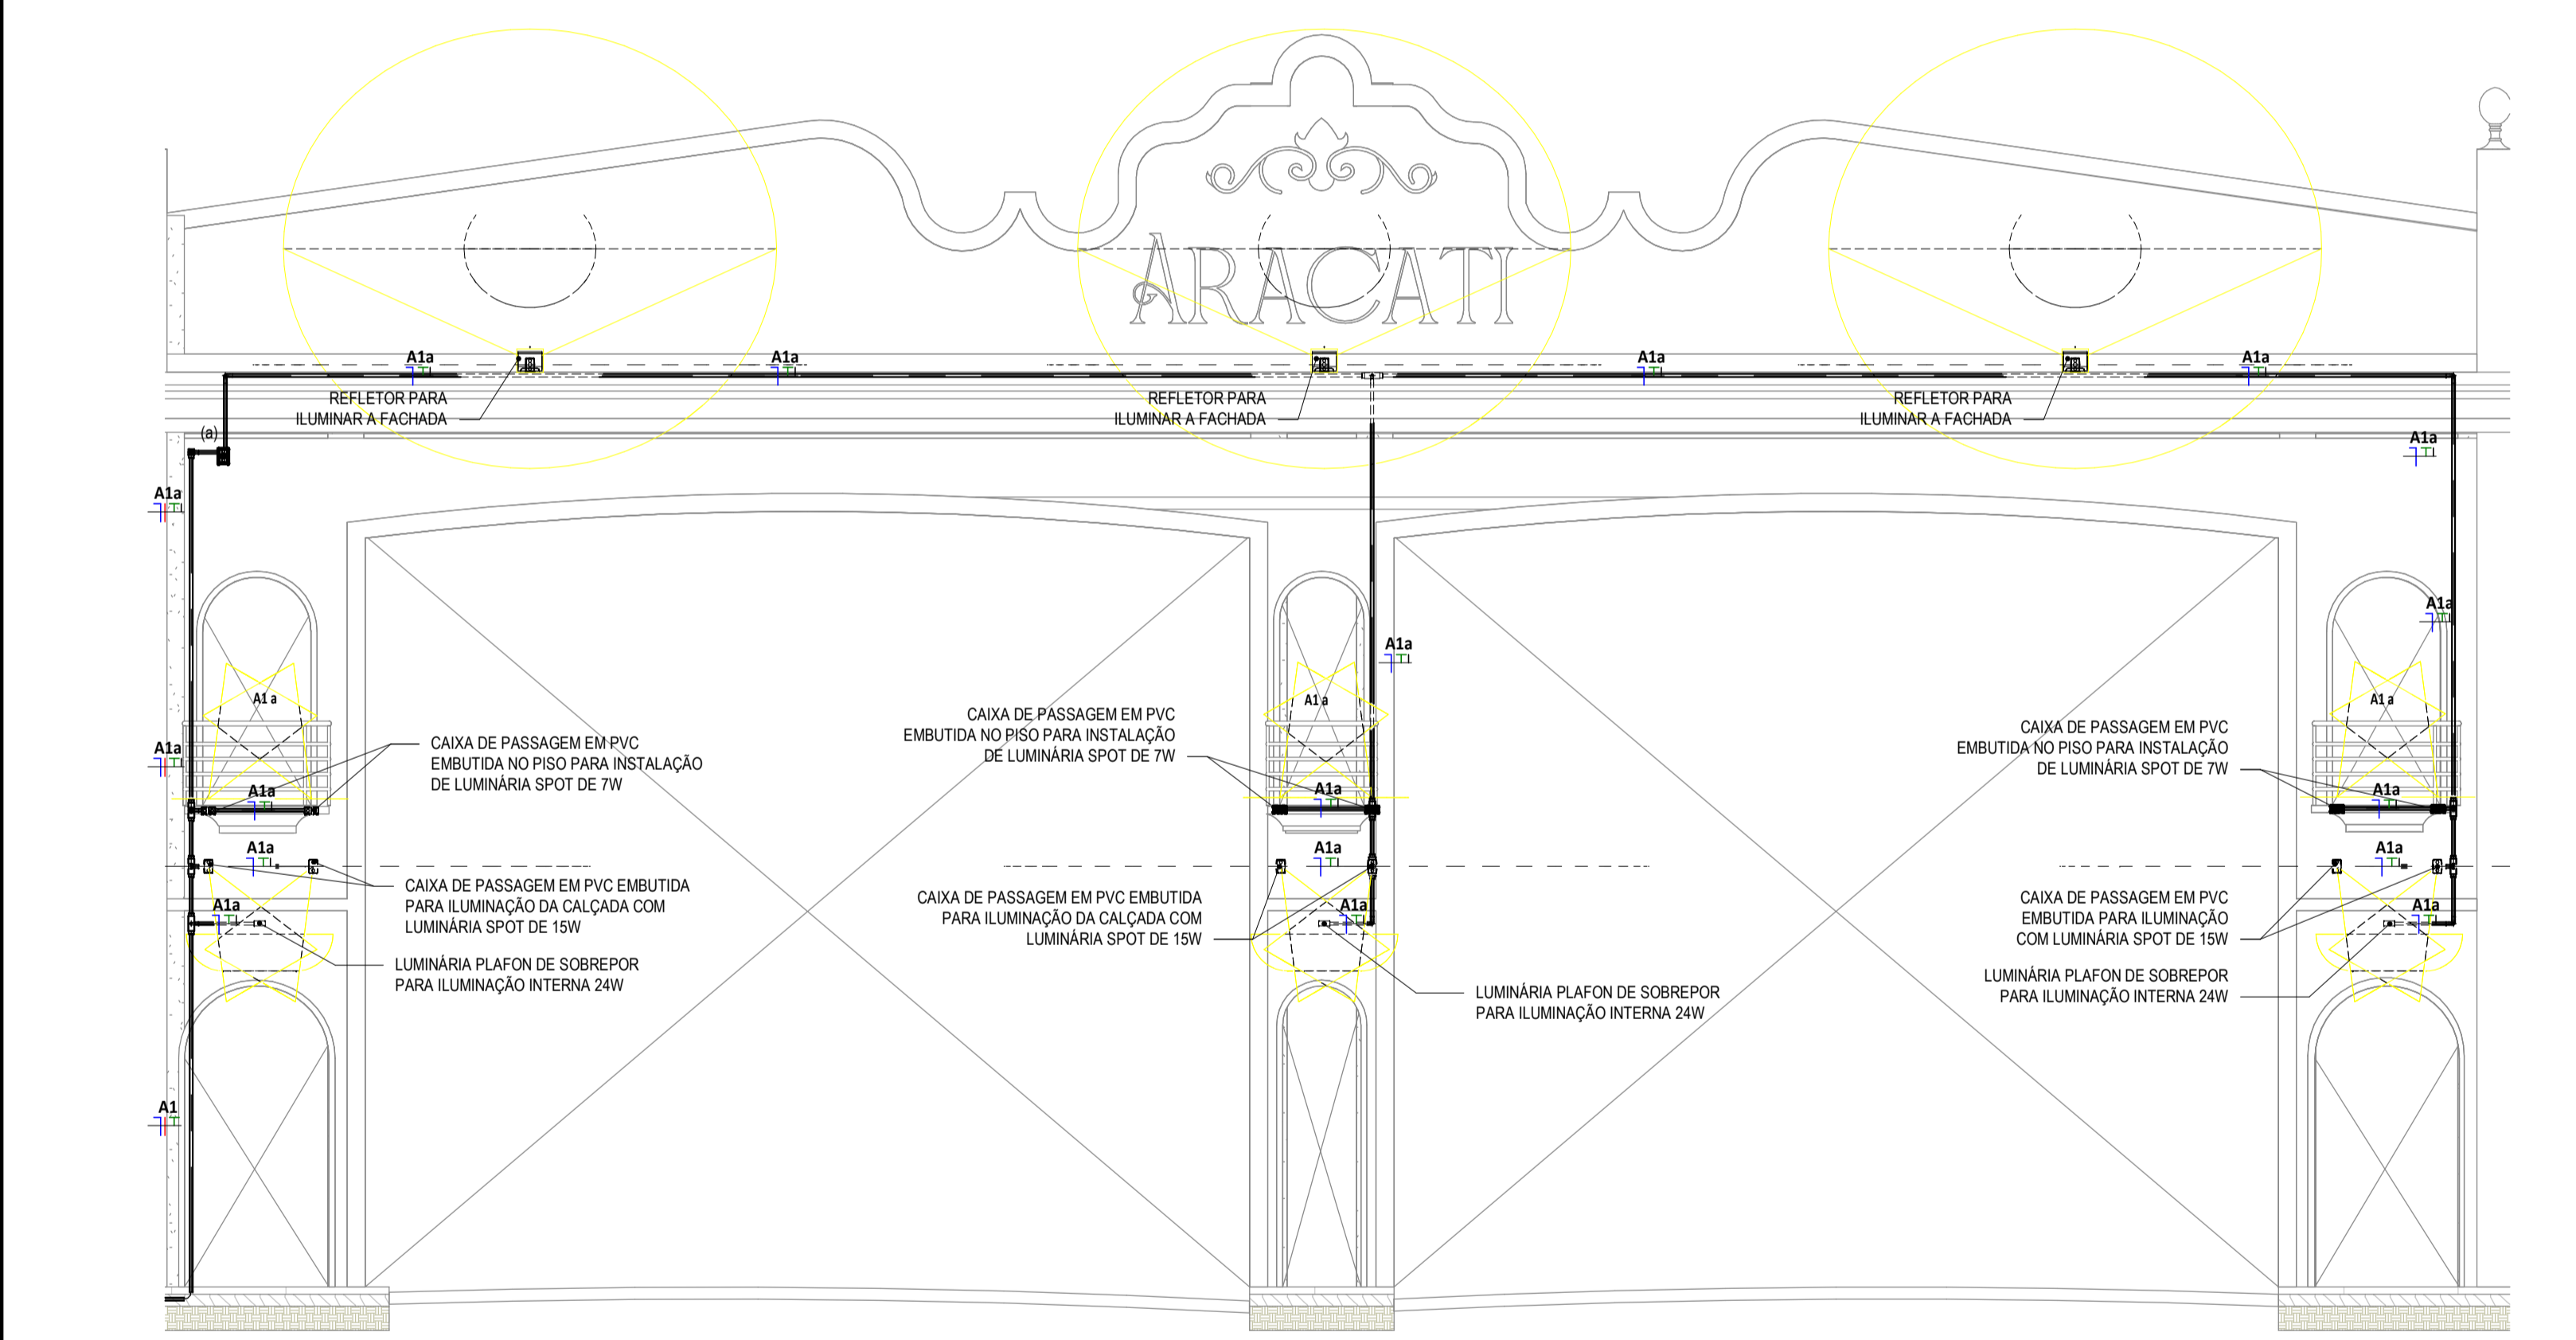 ARACATI
A1a
A1a
A1a
A1a
REFLETOR PARA
ILUMINAR A FACHADA
REFLETOR PARA
ILUMINAR A FACHADA
REFLETOR PARA
ILUMINAR A FACHADA
(a)
A1a
A1a
A1a
A1a
A1 a
A1 a
A1 a
CAIXA DE PASSAGEM EM PVC
EMBUTIDA NO PISO PARA INSTALAÇÃO
DE LUMINÁRIA SPOT DE 7W
CAIXA DE PASSAGEM EM PVC
EMBUTIDA NO PISO PARA INSTALAÇÃO
DE LUMINÁRIA SPOT DE 7W
CAIXA DE PASSAGEM EM PVC
EMBUTIDA NO PISO PARA INSTALAÇÃO
DE LUMINÁRIA SPOT DE 7W
A1a
A1a
A1a
A1a
A1a
A1a
A1a
CAIXA DE PASSAGEM EM PVC EMBUTIDA
PARA ILUMINAÇÃO DA CALÇADA COM
LUMINÁRIA SPOT DE 15W
CAIXA DE PASSAGEM EM PVC EMBUTIDA
PARA ILUMINAÇÃO DA CALÇADA COM
LUMINÁRIA SPOT DE 15W
CAIXA DE PASSAGEM EM PVC
EMBUTIDA PARA ILUMINAÇÃO
COM LUMINÁRIA SPOT DE 15W
A1a
A1a
A1a
LUMINÁRIA PLAFON DE SOBREPOR
PARA ILUMINAÇÃO INTERNA 24W
LUMINÁRIA PLAFON DE SOBREPOR
PARA ILUMINAÇÃO INTERNA 24W
LUMINÁRIA PLAFON DE SOBREPOR
PARA ILUMINAÇÃO INTERNA 24W
A1